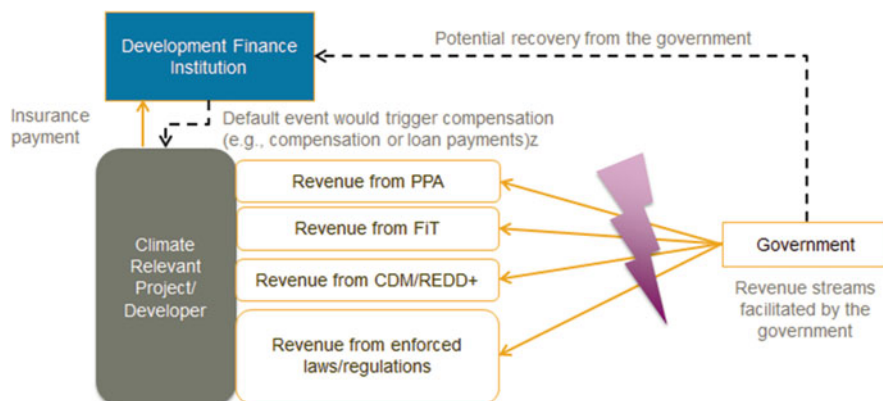 Development Finance
Institution
Potential recovery from the government
Insurance
payment
Default event would trigger compensation
(e.g., compensation or loan payments)z
Climate
Relevant
Project/
Developer
Revenue from PPA
Revenue from FiT
Revenue from CDM/REDD+
Revenue from enforced
laws/regulations
Government
Revenue streams
facilitated by the
government